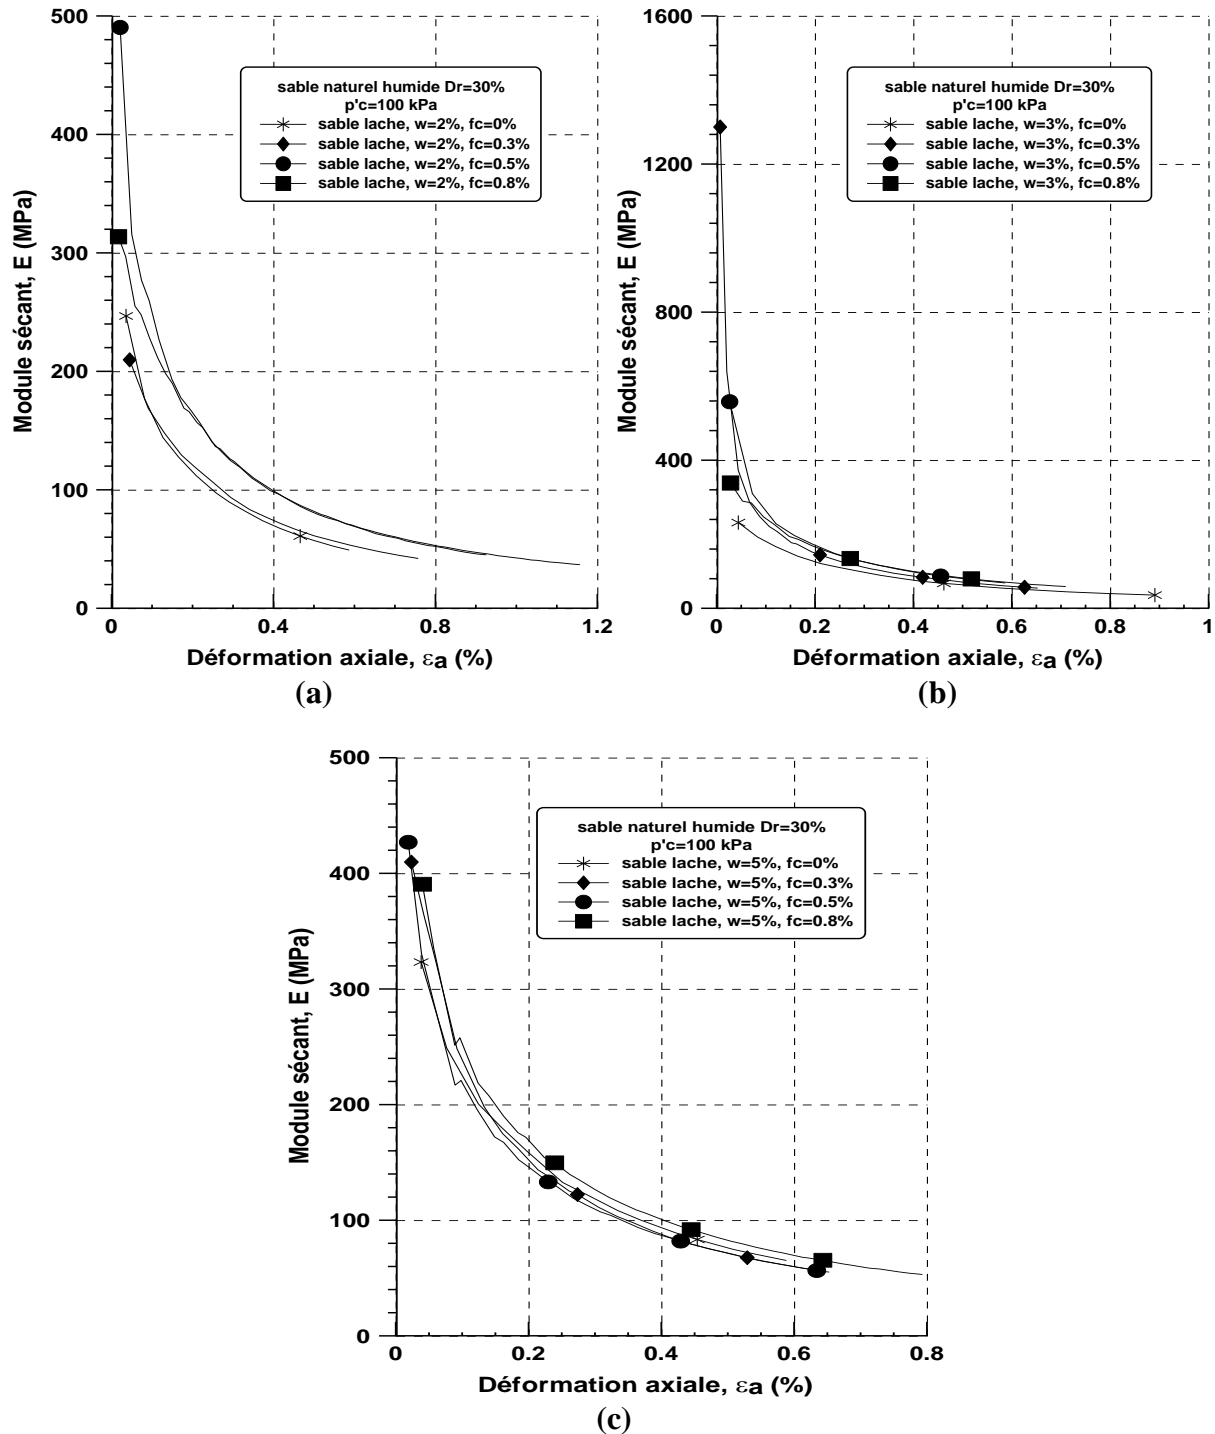 500
400
300
200
100
0
Module sécant, E (MPa)
sable naturel humide Dr=30%
p'c=100 kPa
sable lache, w=2%, fc=0%
sable lache, w=2%, fc=0.3%
sable lache, w=2%, fc=0.5%
sable lache, w=2%, fc=0.8%
0 0.4 0.8 1.2
Déformation axiale, εa (%)
(a)
1600
1200
800
400
0
Module sécant, E (MPa)
sable naturel humide Dr=30%
p'c=100 kPa
sable lache, w=3%, fc=0%
sable lache, w=3%, fc=0.3%
sable lache, w=3%, fc=0.5%
sable lache, w=3%, fc=0.8%
0 0.2 0.4 0.6 0.8 1
Déformation axiale, εa (%)
(b)
500
400
300
200
100
0
Module sécant, E (MPa)
sable naturel humide Dr=30%
p'c=100 kPa
sable lache, w=5%, fc=0%
sable lache, w=5%, fc=0.3%
sable lache, w=5%, fc=0.5%
sable lache, w=5%, fc=0.8%
0 0.2 0.4 0.6 0.8
Déformation axiale, εa (%)
(c)